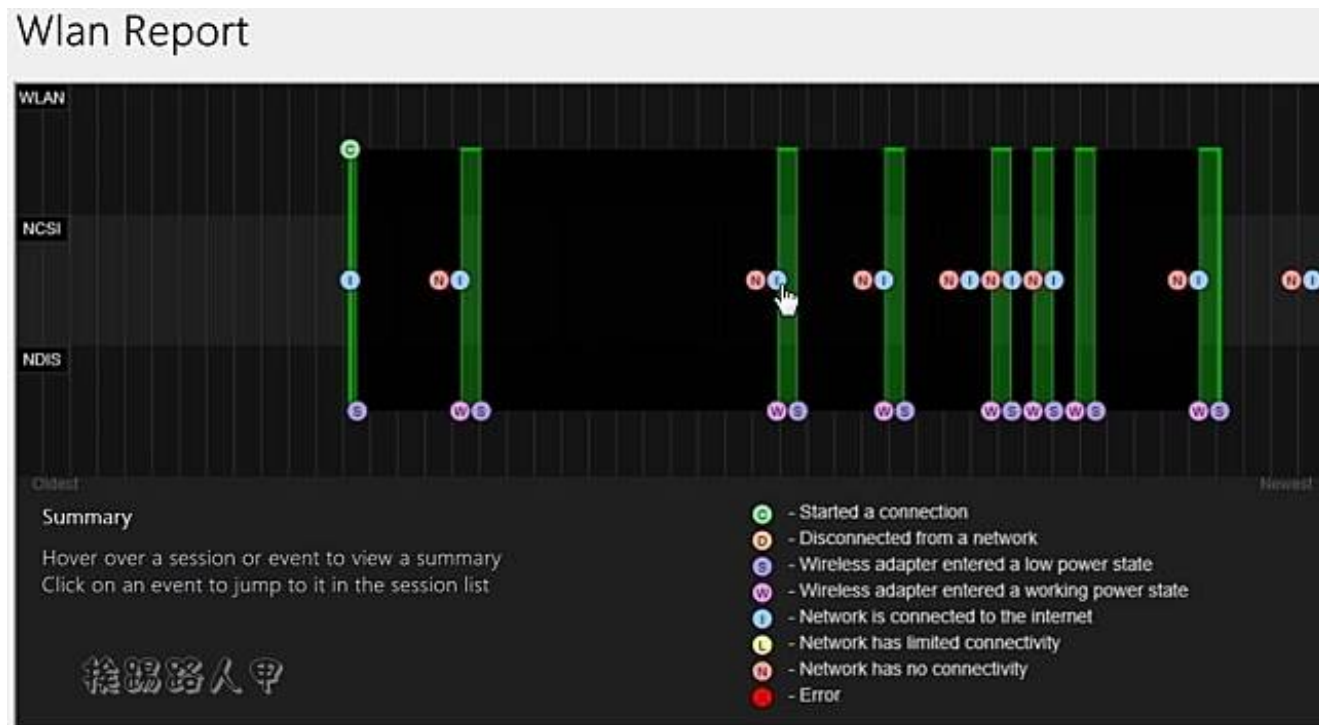 Wlan Report
WLAN
C
NCSI
I N I N I N I N I N I N I N I N I
NDIS
S W S W S W S W S W S W S W S
Oldest
Newest
Summary
Hover over a session or event to view a summary
Click on an event to jump to it in the session list
C - Started a connection
D - Disconnected from a network
S - Wireless adapter entered a low power state
W - Wireless adapter entered a working power state
I - Network is connected to the internet
L - Network has limited connectivity
N - Network has no connectivity
- Error
挨踢路人甲